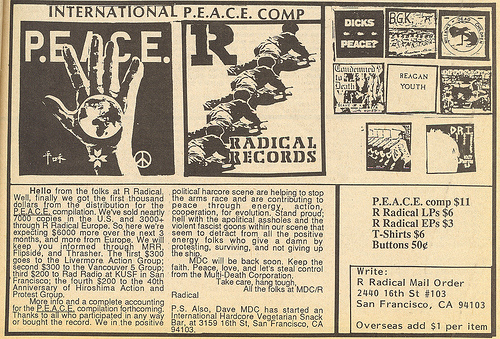 INTERNATIONAL P.E.A.C.E. COMP
P.E.A.C.E.
R
RADICAL
RECORDS
DICKS
PEACE?
B.G.K.
Condemned
to
Death
REAGAN
YOUTH
D.R.I.
Hello from the folks at R Radical,
Well, finally we got the first thousand
dollars from the distribution for the
P.E.A.C.E. compilation. We've sold nearly
7000 copies in the U.S. and 3000+
through R Radical Europe. So here we're
expecting $6000 more over the next 3
months, and more from Europe. We will
keep you informed through MRR,
Flipside, and Thrasher. The first $300
goes to the Livermore Action Group;
second $300 to the Vancouver 5 Group;
third $200 to Rad Radio at KUSF in San
Francisco; the fourth $200 to the 40th
Anniversary of Hiroshima Action and
Protest Group.
More info and a complete accounting
for the P.E.A.C.E. compilation forthcoming.
Thanks to all who participated in any way
or bought the record. We in the positive
political harcore scene are helping to stop
the arms race and are contributing to
peace through energy, action,
cooperation, for evolution. Stand proud;
hell with the apolitical assholes and the
violent fascist goons within our scene that
seem to detract from all the positive
energy folks who give a damn by
protesting, surviving, and not giving up
the ship.
MDC will be back soon. Keep the
faith. Peace, love, and let's steal control
from the Multi-Death Corporation.
Take care, hang tough,
All the folks at MDC/R
Radical
P.S. Also, Dave MDC has started an
International Hardcore Vegetarian Snack
Bar, at 3159 16th St, San Francisco, CA
94103.
P.E.A.C.E. comp $11
R Radical LPs $6
R Radical EPs $3
T-Shirts $6
Buttons 50¢
Write:
R Radical Mail Order
2440 16th St #103
San Francisco, CA 94103
Overseas add $1 per item